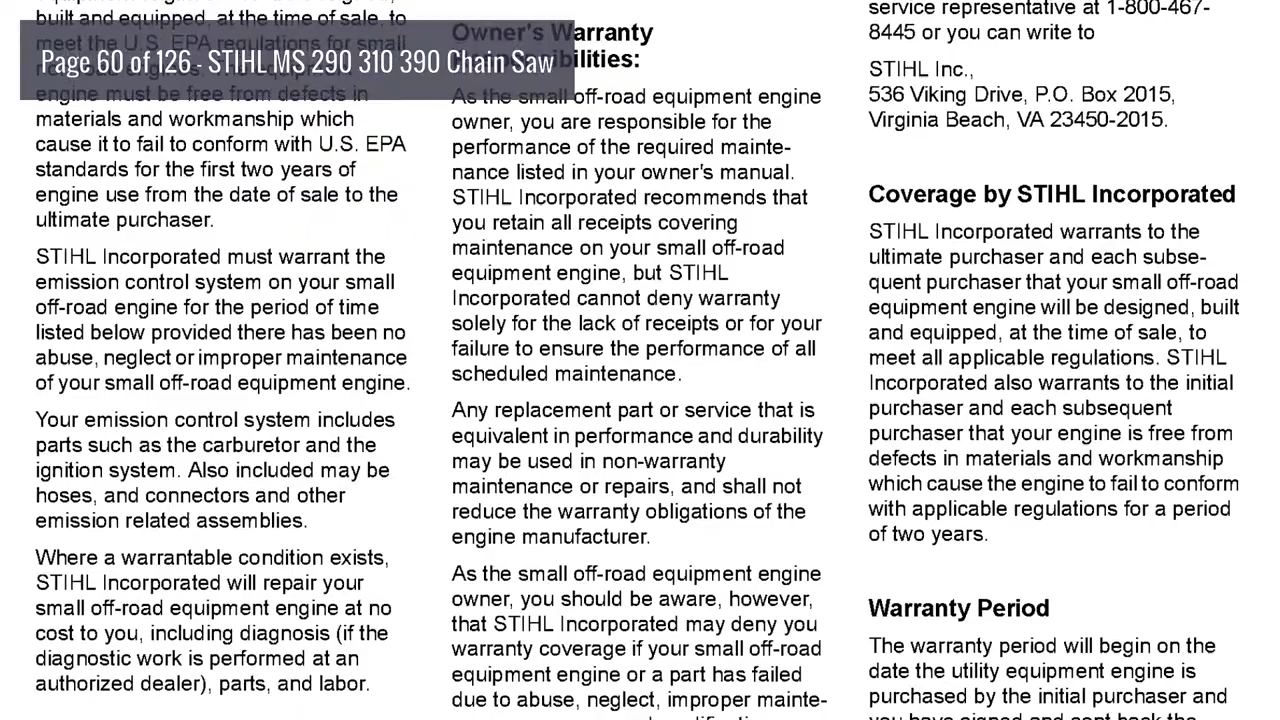 built and equipped, at the time of sale, to
meet the U.S. EPA regulations for small
engine must be free from defects in
materials and workmanship which
cause it to fail to conform with U.S. EPA
standards for the first two years of
engine use from the date of sale to the
ultimate purchaser.
STIHL Incorporated must warrant the
emission control system on your small
off-road engine for the period of time
listed below provided there has been no
abuse, neglect or improper maintenance
of your small off-road equipment engine.
Your emission control system includes
parts such as the carburetor and the
ignition system. Also included may be
hoses, and connectors and other
emission related assemblies.
Where a warrantable condition exists,
STIHL Incorporated will repair your
small off-road equipment engine at no
cost to you, including diagnosis (if the
diagnostic work is performed at an
authorized dealer), parts, and labor.
Page 60 of 126 - STIHL MS 290 310 390 Chain Saw
Owner's Warranty
bilities:
As the small off-road equipment engine
owner, you are responsible for the
performance of the required mainte-
nance listed in your owner's manual.
STIHL Incorporated recommends that
you retain all receipts covering
maintenance on your small off-road
equipment engine, but STIHL
Incorporated cannot deny warranty
solely for the lack of receipts or for your
failure to ensure the performance of all
scheduled maintenance.
Any replacement part or service that is
equivalent in performance and durability
may be used in non-warranty
maintenance or repairs, and shall not
reduce the warranty obligations of the
engine manufacturer.
As the small off-road equipment engine
owner, you should be aware, however,
that STIHL Incorporated may deny you
warranty coverage if your small off-road
equipment engine or a part has failed
due to abuse, neglect, improper mainte-
service representative at 1-800-467-
8445 or you can write to
STIHL Inc.,
536 Viking Drive, P.O. Box 2015,
Virginia Beach, VA 23450-2015.
Coverage by STIHL Incorporated
STIHL Incorporated warrants to the
ultimate purchaser and each subse-
quent purchaser that your small off-road
equipment engine will be designed, built
and equipped, at the time of sale, to
meet all applicable regulations. STIHL
Incorporated also warrants to the initial
purchaser and each subsequent
purchaser that your engine is free from
defects in materials and workmanship
which cause the engine to fail to conform
with applicable regulations for a period
of two years.
Warranty Period
The warranty period will begin on the
date the utility equipment engine is
purchased by the initial purchaser and
you have signed and sent back the